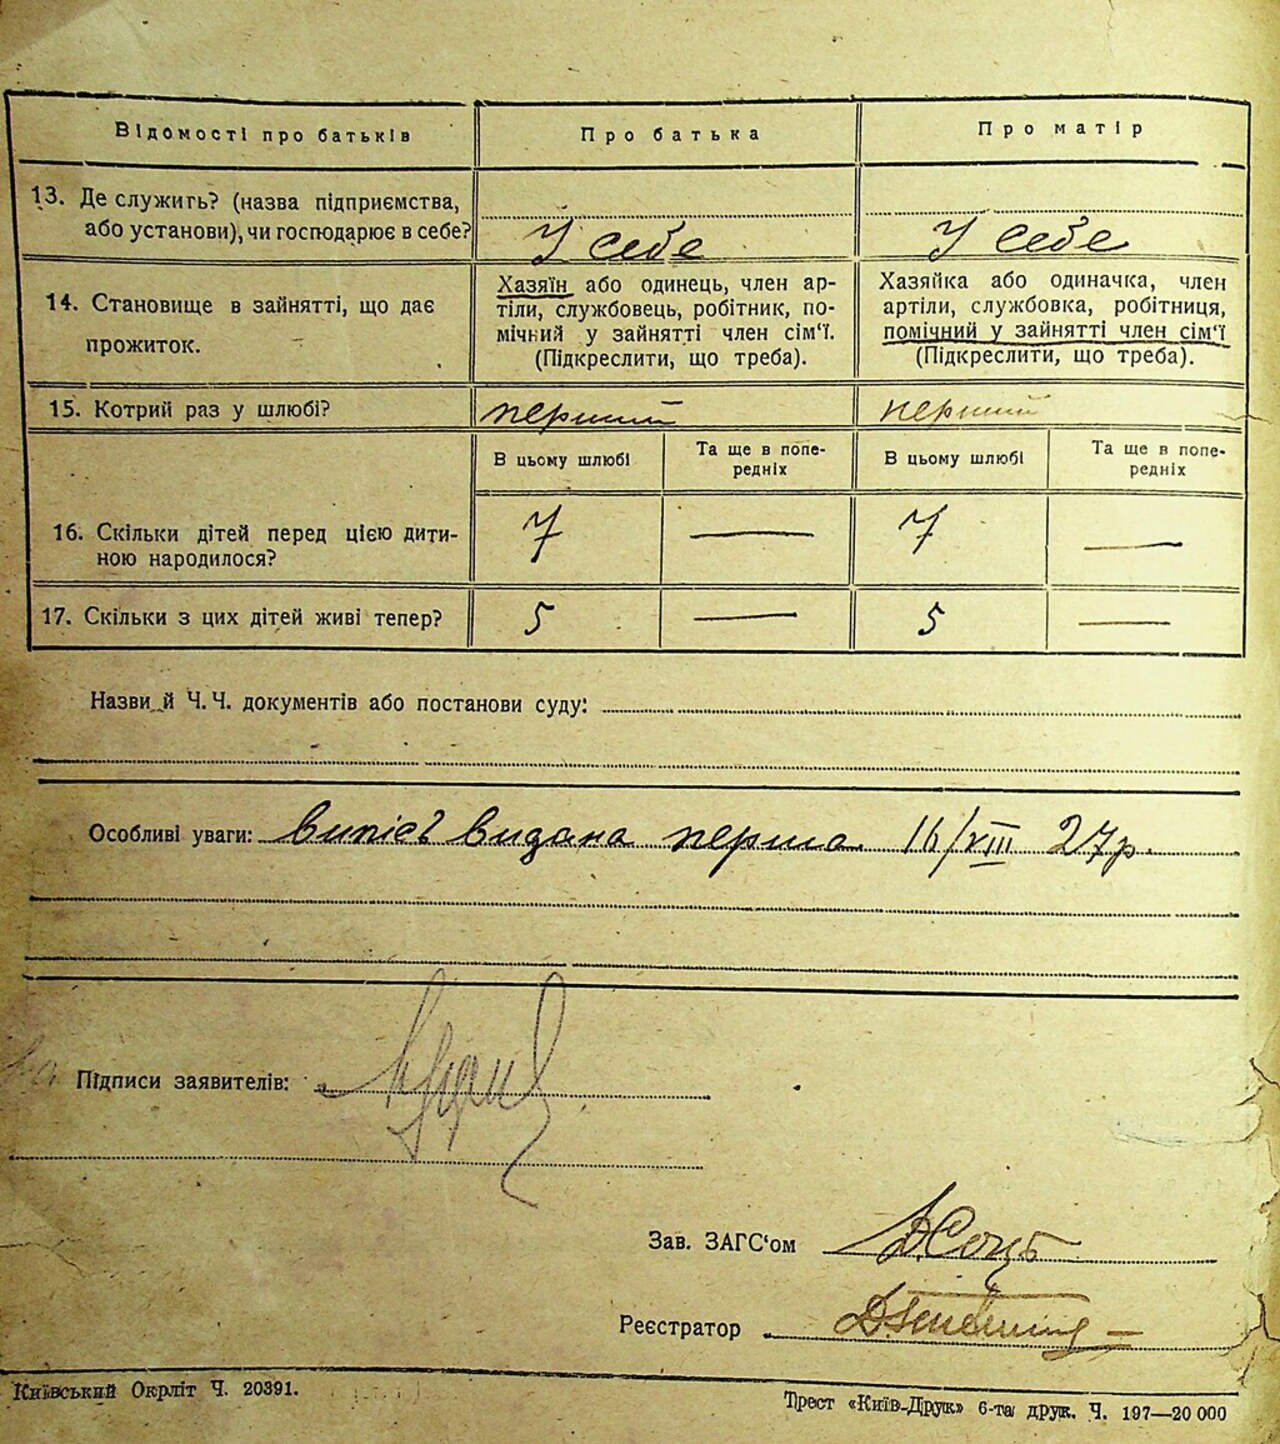 Відомості про батьків
Про батька
Про матір
13. Де служить? (назва підприємства,
або установи), чи господарює в себе?
У себе
У себе
14. Становище в зайнятті, що дає
прожиток.
Хазяїн або одинець, член ар-
тіли, службовець, робітник, по-
мічний у зайнятті член сім‘ї.
(Підкреслити, що треба).
Хазяйка або одиначка, член
артіли, службовка, робітниця,
помічний у зайнятті член сім‘ї
(Підкреслити, що треба).
15. Котрий раз у шлюбі?
перший
перший
В цьому шлюбі
Та ще в попе-
редніх
В цьому шлюбі
Та ще в попе-
редніх
16. Скільки дітей перед цією дити-
ною народилося?
7 — 7 —
17. Скільки з цих дітей живі тепер?
5 — 5 —
Назви й Ч. Ч. документів або постанови суду:
Особливі уваги: випісь видана перша. 16/VIII 27р.
Підписи заявителів:
Зав. ЗАГС‘ом
Реєстратор
Київський Окрліт Ч. 20391.
Трест «Київ-Друк» 6-та друк. Ч. 197—20 000